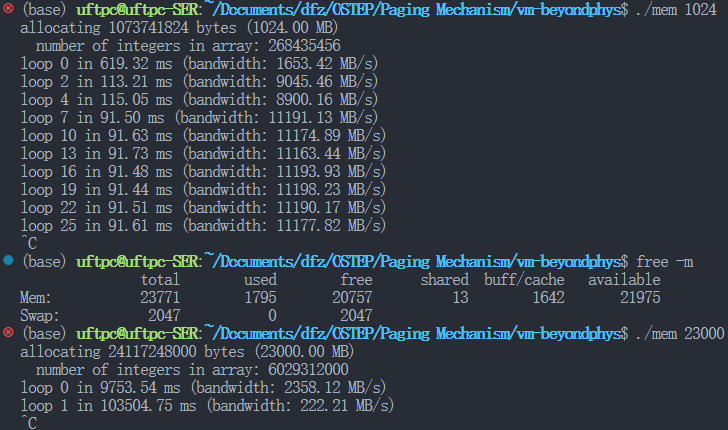 (base) uftpc@uftpc-SER:~/Documents/dfz/OSTEP/Paging Mechanism/vm-beyondphys$ ./mem 1024
allocating 1073741824 bytes (1024.00 MB)
  number of integers in array: 268435456
loop 0 in 619.32 ms (bandwidth: 1653.42 MB/s)
loop 2 in 113.21 ms (bandwidth: 9045.46 MB/s)
loop 4 in 115.05 ms (bandwidth: 8900.16 MB/s)
loop 7 in 91.50 ms (bandwidth: 11191.13 MB/s)
loop 10 in 91.63 ms (bandwidth: 11174.89 MB/s)
loop 13 in 91.73 ms (bandwidth: 11163.44 MB/s)
loop 16 in 91.48 ms (bandwidth: 11193.93 MB/s)
loop 19 in 91.44 ms (bandwidth: 11198.23 MB/s)
loop 22 in 91.51 ms (bandwidth: 11190.17 MB/s)
loop 25 in 91.61 ms (bandwidth: 11177.82 MB/s)
^C
(base) uftpc@uftpc-SER:~/Documents/dfz/OSTEP/Paging Mechanism/vm-beyondphys$ free -m
total used free shared buff/cache available
Mem: 23771 1795 20757 13 1642 21975
Swap: 2047 0 2047
(base) uftpc@uftpc-SER:~/Documents/dfz/OSTEP/Paging Mechanism/vm-beyondphys$ ./mem 23000
allocating 24117248000 bytes (23000.00 MB)
  number of integers in array: 6029312000
loop 0 in 9753.54 ms (bandwidth: 2358.12 MB/s)
loop 1 in 103504.75 ms (bandwidth: 222.21 MB/s)
^C